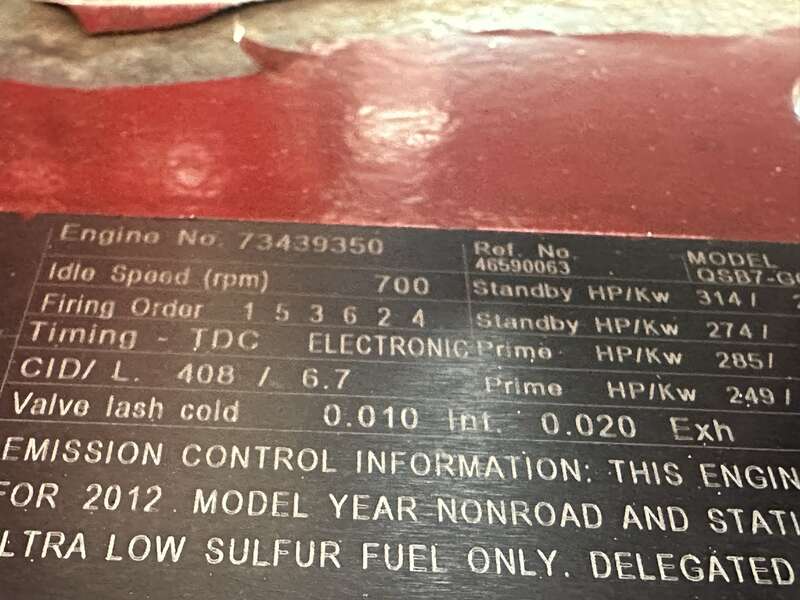 Engine No. 73439350 Ref. No. 46590063 MODEL QSB7-G
Idle Speed (rpm) 700 Standby HP/Kw 314 /
Firing Order 1 5 3 6 2 4 Standby HP/Kw 274 /
Timing - TDC ELECTRONIC Prime HP/Kw 285 /
CID/ L. 408 / 6.7 Prime HP/Kw 249 /
Valve lash cold 0.010 Int. 0.020 Exh
EMISSION CONTROL INFORMATION: THIS ENGIN
FOR 2012 MODEL YEAR NONROAD AND STATI
LTRA LOW SULFUR FUEL ONLY. DELEGATED